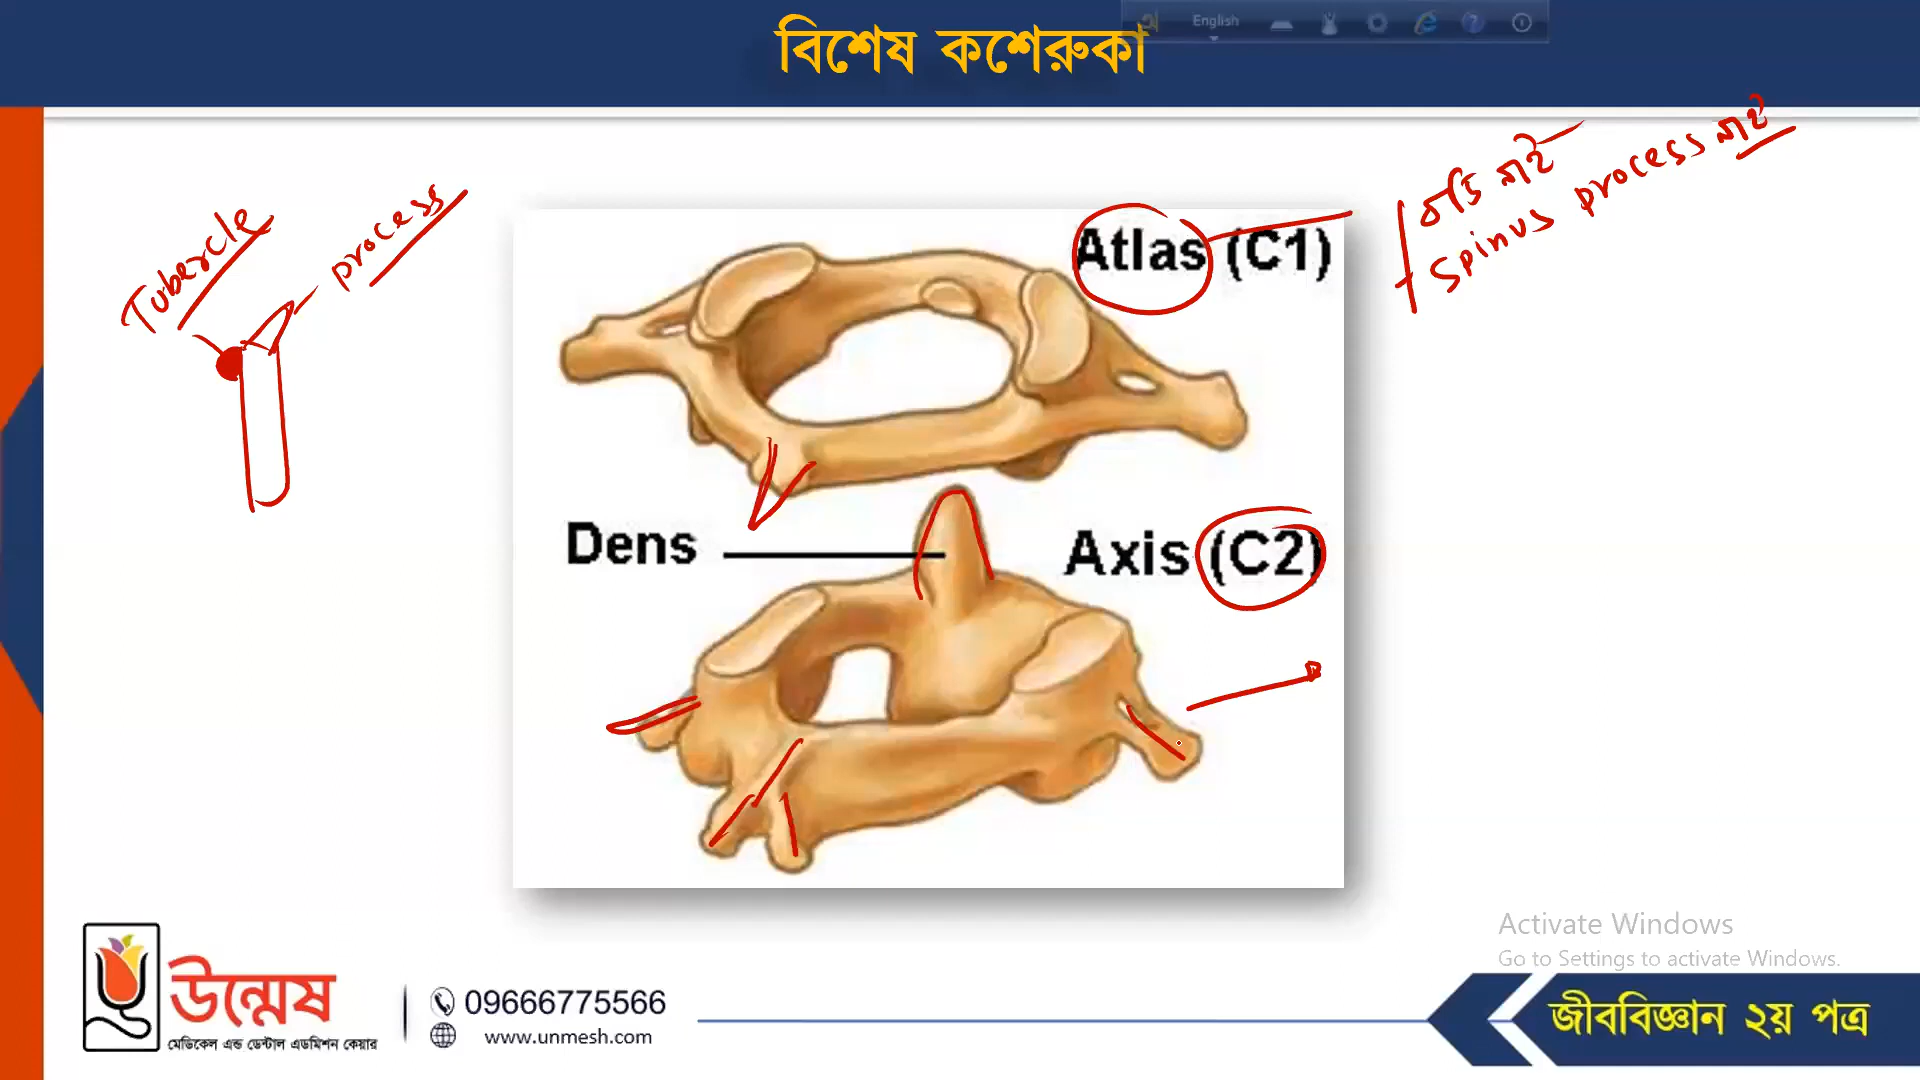 বিশেষ কশেরুকা
English
Tubercle
process
Atlas (C1)
বডি নাই
Spinus process নাই
Dens
Axis (C2)
Activate Windows
Go to Settings to activate Windows.
উন্মেষ
মেডিকেল এন্ড ডেন্টাল এডমিশন কেয়ার
09666775566
www.unmesh.com
জীববিজ্ঞান ২য় পত্র